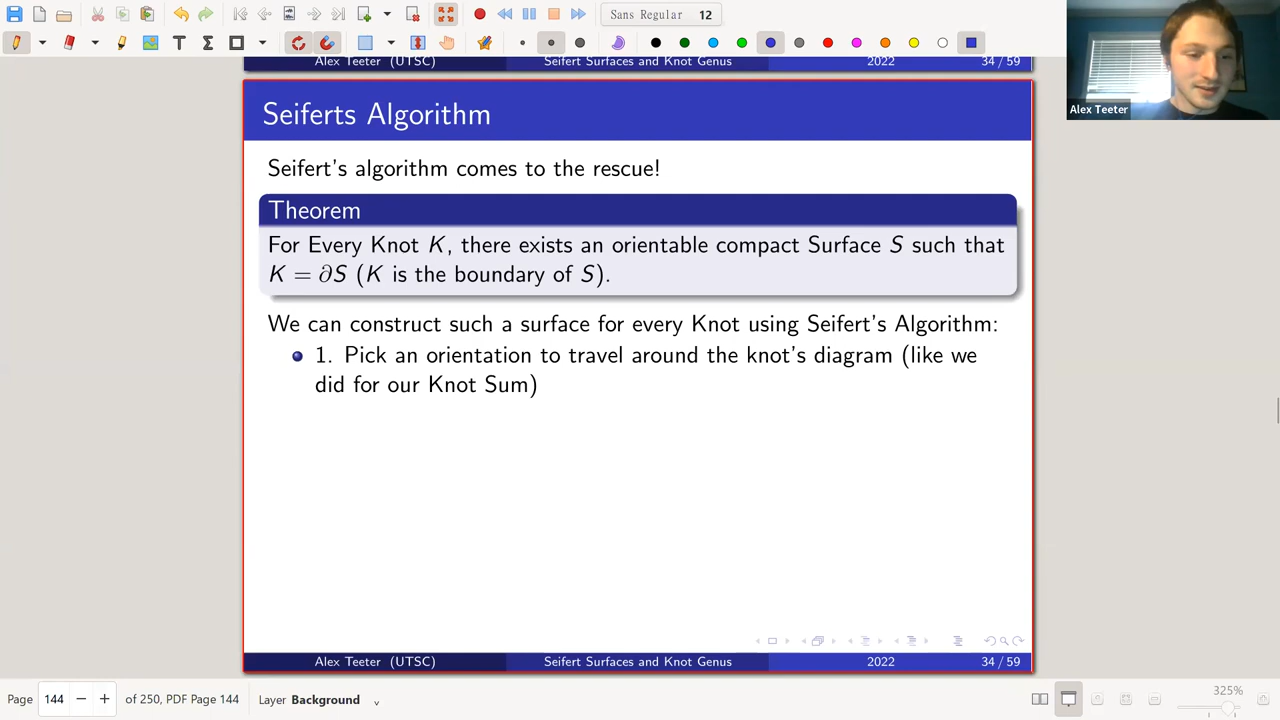 Sans Regular 12
Alex Teeter (UTSC) Seifert Surfaces and Knot Genus 2022 34 / 59
Alex Teeter
Seiferts Algorithm
Seifert's algorithm comes to the rescue!
Theorem
For Every Knot K, there exists an orientable compact Surface S such that
K = ∂S (K is the boundary of S).
We can construct such a surface for every Knot using Seifert's Algorithm:
1. Pick an orientation to travel around the knot's diagram (like we
did for our Knot Sum)
Alex Teeter (UTSC) Seifert Surfaces and Knot Genus 2022 34 / 59
Page 144 of 250, PDF Page 144 Layer Background 325%